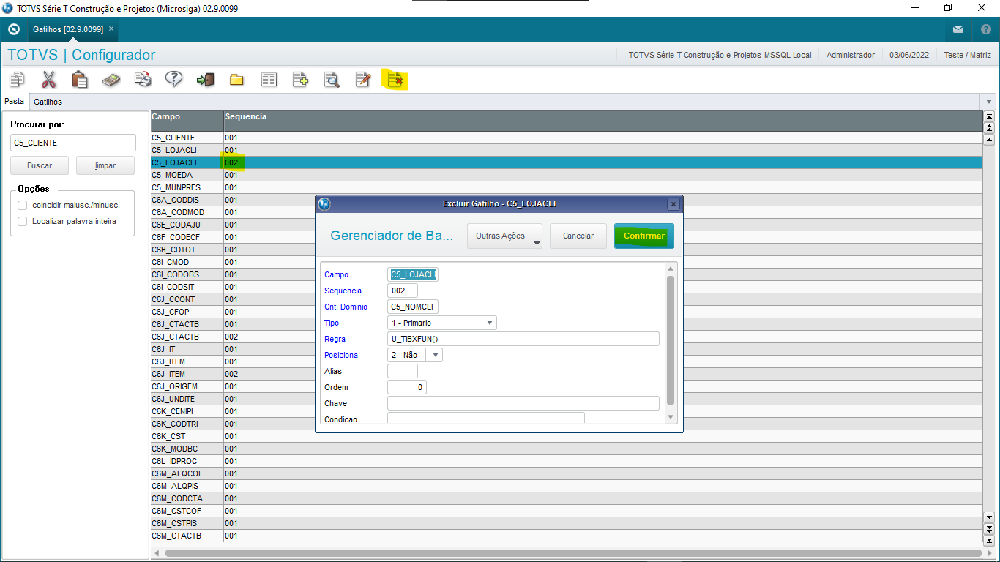 TOTVS Série T Construção e Projetos (Microsiga) 02.9.0099
Gatilhos [02.9.0099]
TOTVS | Configurador
TOTVS Série T Construção e Projetos MSSQL Local
Administrador
03/06/2022
Teste / Matriz
Pasta
Gatilhos
Procurar por:
C5_CLIENTE
Buscar
limpar
Opções
coincidir maiusc./minusc.
Localizar palavra inteira
Campo Sequencia
C5_CLIENTE 001
C5_LOJACLI 001
C5_LOJACLI 002
C5_MOEDA 001
C5_MUNPRES 001
C6A_CODDIS 001
C6A_CODMOD 001
C6E_CODAJU 001
C6F_CODECF 001
C6H_CDTOT 001
C6I_CMOD 001
C6I_CODOBS 001
C6I_CODSIT 001
C6J_CCONT 001
C6J_CFOP 001
C6J_CTACTB 001
C6J_CTACTB 002
C6J_IT 001
C6J_ITEM 001
C6J_ITEM 002
C6J_ORIGEM 001
C6J_UNDITE 001
C6K_CENIPI 001
C6K_CODTRI 001
C6K_CST 001
C6K_MODBC 001
C6L_IDPROC 001
C6M_ALQCOF 001
C6M_ALQPIS 001
C6M_CODCTA 001
C6M_CSTCOF 001
C6M_CSTPIS 001
C6M_CTACTB 001
Excluir Gatilho - C5_LOJACLI
Gerenciador de Ba...
Outras Ações
Cancelar
Confirmar
Campo C5_LOJACLI
Sequencia 002
Cnt. Dominio C5_NOMCLI
Tipo 1 - Primario
Regra U_TIBXFUN()
Posiciona 2 - Não
Alias
Ordem 0
Chave
Condicao